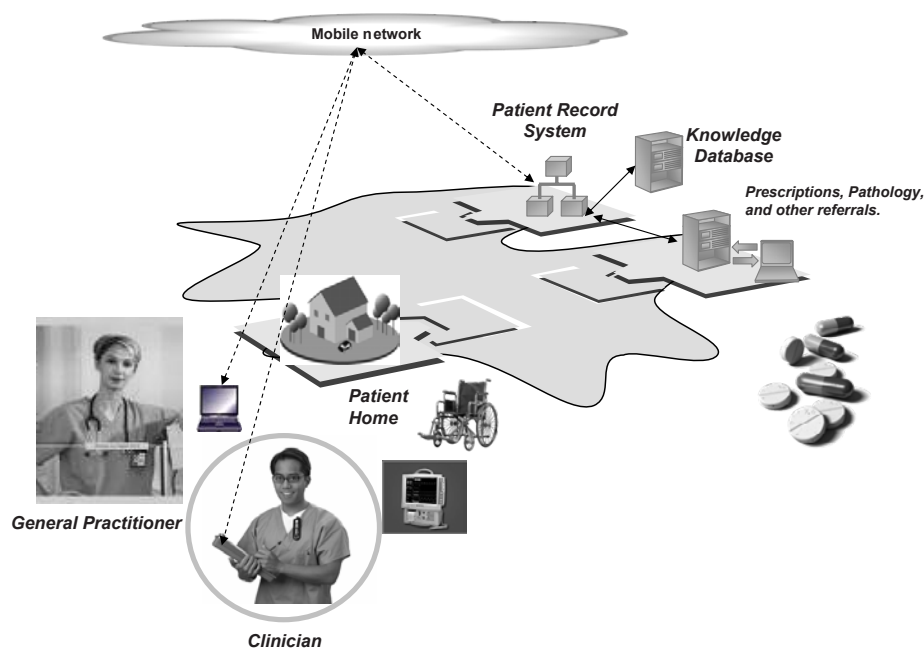 Mobile network
Patient Record
System
Knowledge
Database
Prescriptions, Pathology,
and other referrals.
Patient
Home
General Practitioner
Clinician